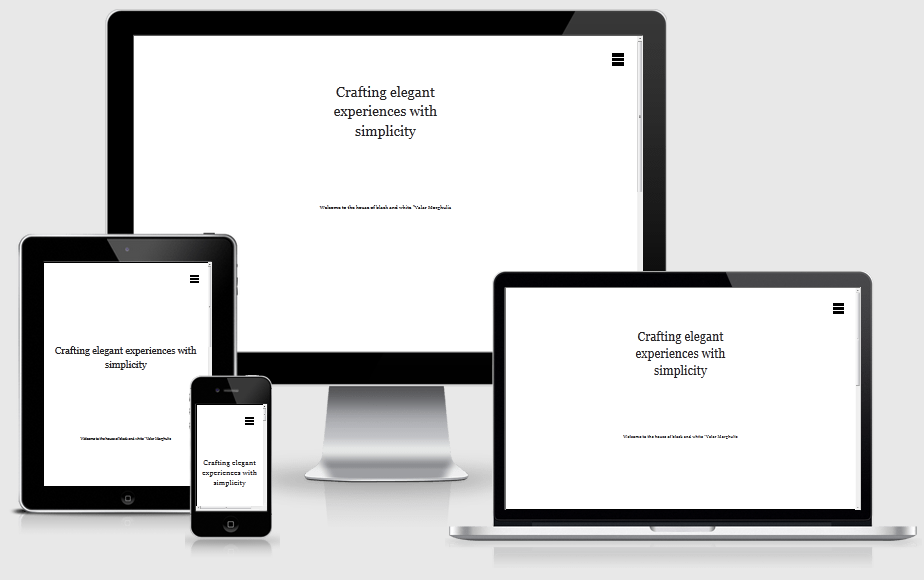 Crafting elegant
experiences with
simplicity
Welcome to the house of black and white "Valar Morghulis
Crafting elegant experiences with
simplicity
Welcome to the house of black and white "Valar Morghulis
Crafting elegant
experiences with
simplicity
Crafting elegant
experiences with
simplicity
Welcome to the house of black and white "Valar Morghulis